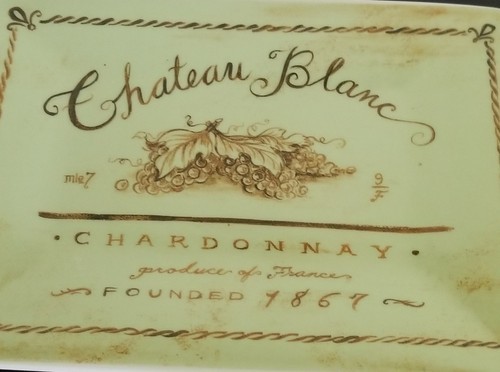 Chateau Blanc
mie7
9/F
• CHARDONNAY •
produce of France
FOUNDED 1867